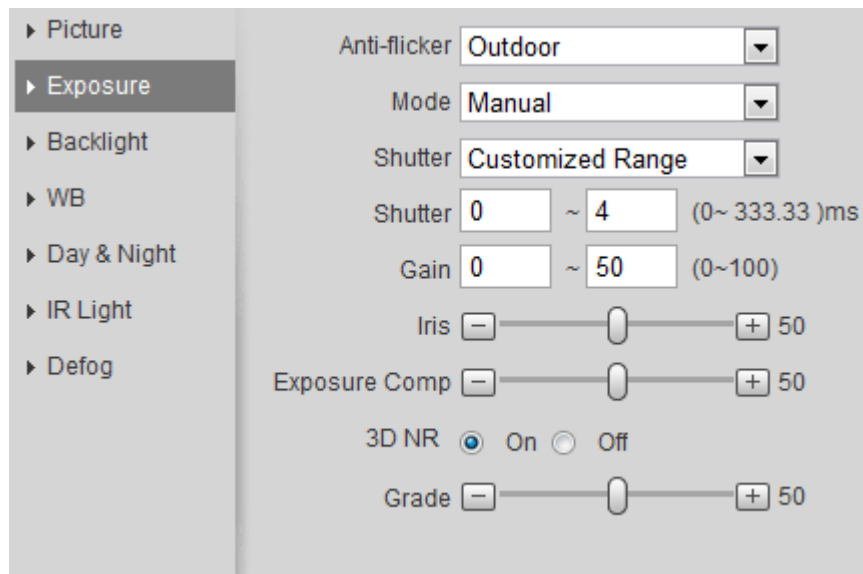 Picture
Exposure
Backlight
WB
Day & Night
IR Light
Defog
Anti-flicker Outdoor
Mode Manual
Shutter Customized Range
Shutter 0 ~ 4 (0~ 333.33 )ms
Gain 0 ~ 50 (0~100)
Iris 50
Exposure Comp 50
3D NR On Off
Grade 50